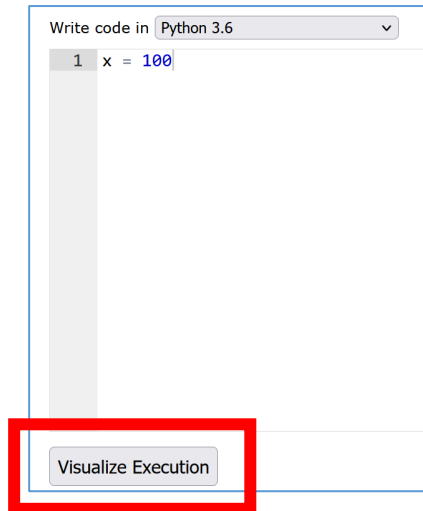 Write code in Python 3.6
1 x = 100
Visualize Execution